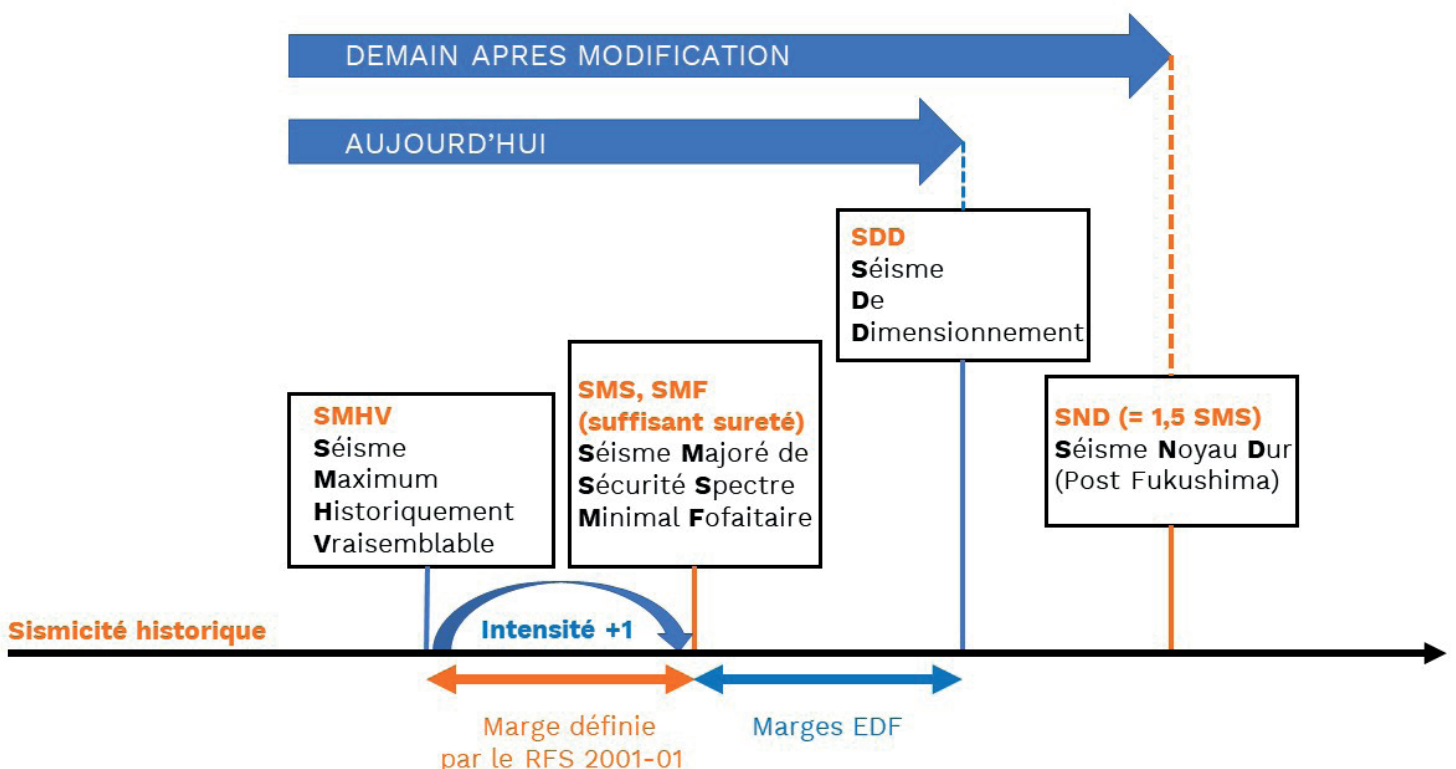 DEMAIN APRES MODIFICATION
AUJOURD'HUI
SDD
Séisme
De
Dimensionnement
SMS, SMF
(suffisant sureté)
Séisme Majoré de
Sécurité Spectre
Minimal Fofaitaire
SND (= 1,5 SMS)
Séisme Noyau Dur
(Post Fukushima)
SMHV
Séisme
Maximum
Historiquement
Vraisemblable
Sismicité historique
Intensité +1
Marge définie
par le RFS 2001-01
Marges EDF